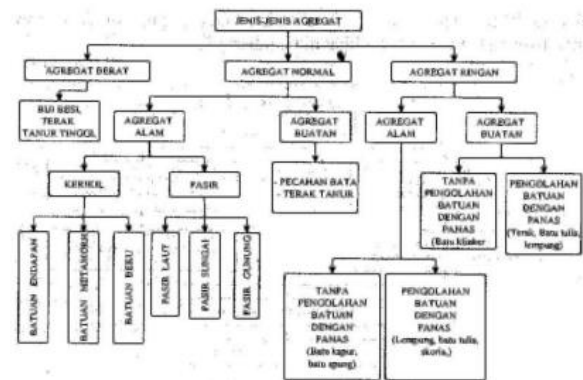 JENIS-JENIS AGREGAT
AGREGAT BERAT
AGREGAT NORMAL
AGREGAT RINGAN
BIJI BESI,
TERAK
TANUR TINGGI,
AGREGAT
ALAM
AGREGAT
BUATAN
AGREGAT
ALAM
AGREGAT
BUATAN
KERIKIL
PASIR
- PECAHAN BATA
- TERAK TANUR
TANPA
PENGOLAHAN
BATUAN
DENGAN
PANAS
(Batu klinker
PENGOLAHAN
BATUAN
DENGAN
PANAS
(Terak, Batu tulis,
lempung)
BATUAN ENDAPAN
BATUAN METAMORF
BATUAN BEKU
PASIR LAUT
PASIR SUNGAI
PASIR GUNUNG
TANPA
PENGOLAHAN
BATUAN
DENGAN
PANAS
(Batu kapur,
batu apung)
PENGOLAHAN
BATUAN
DENGAN
PANAS
(Lempung, batu tulis,
skoria,)